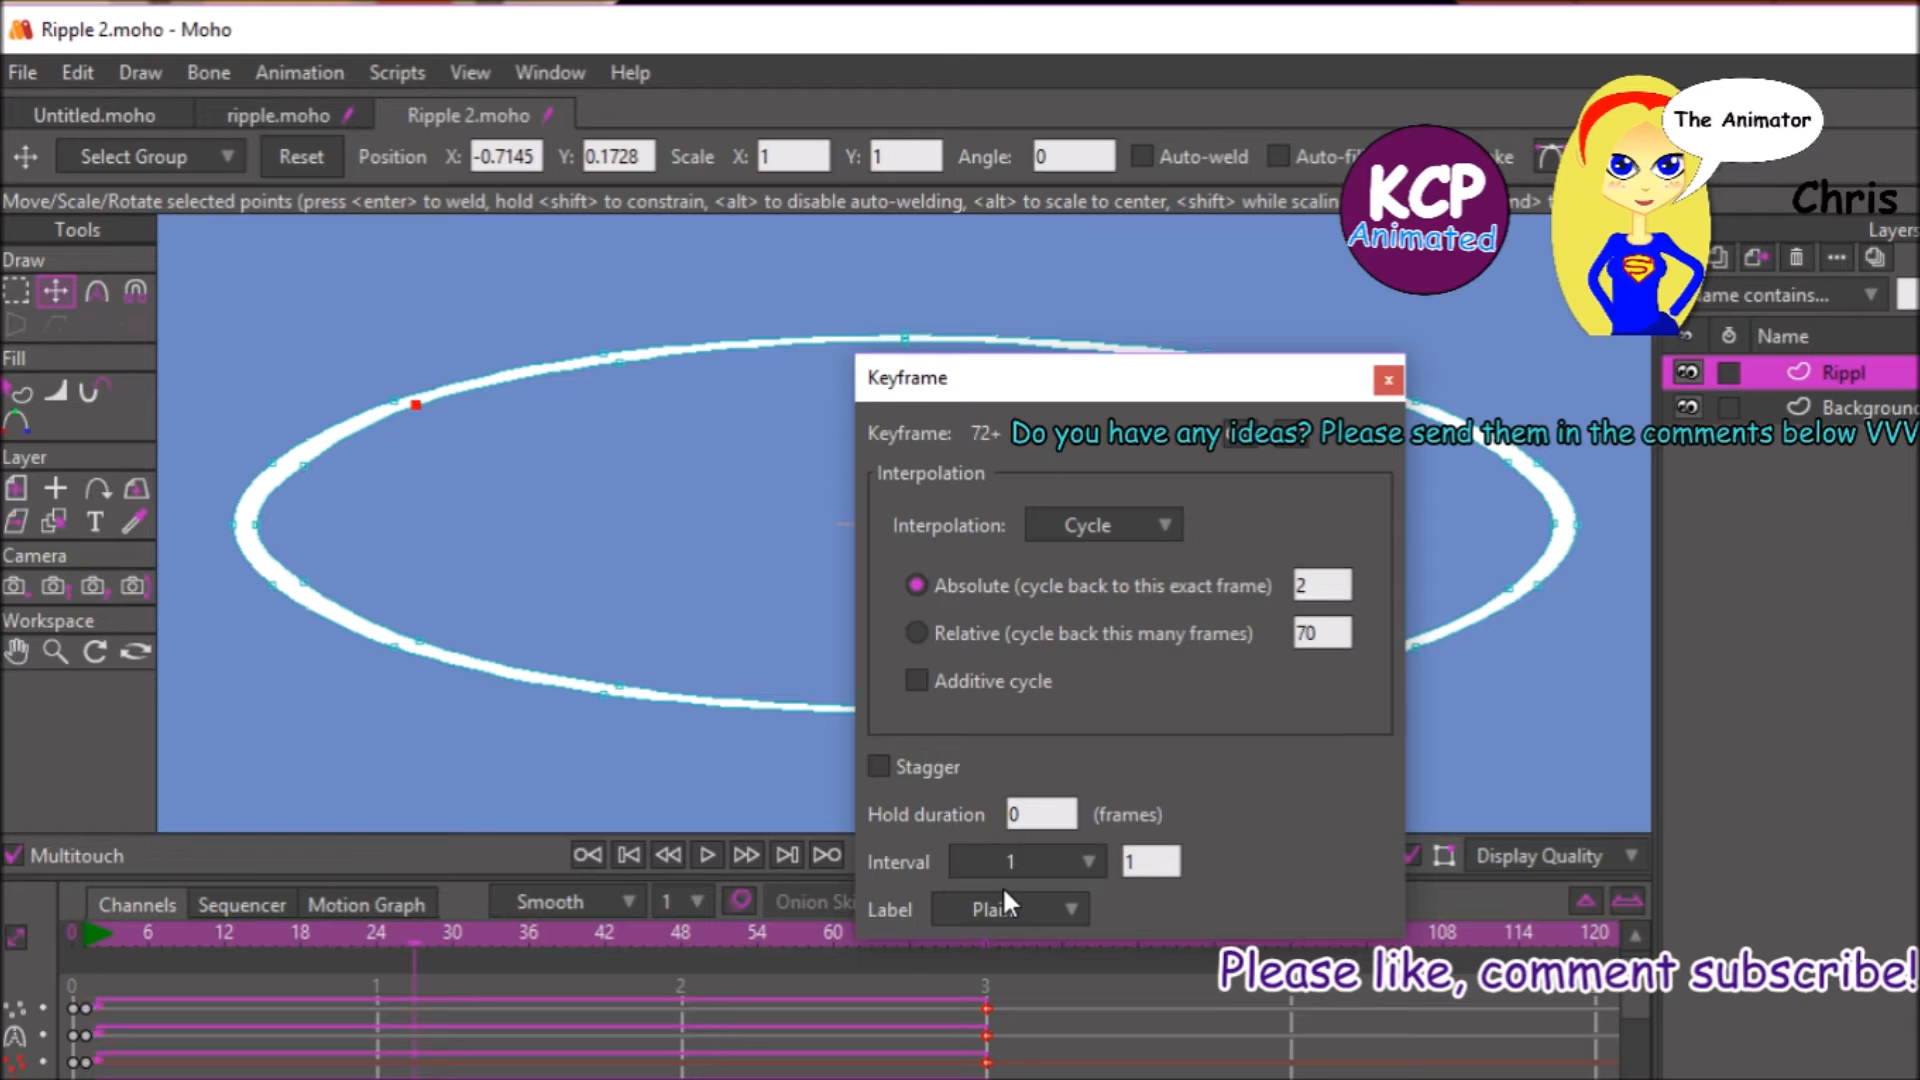 Ripple 2.moho - Moho
File Edit Draw Bone Animation Scripts View Window Help
Untitled.moho ripple.moho Ripple 2.moho
Select Group Reset Position X: -0.7145 Y: 0.1728 Scale X: 1 Y: 1 Angle: 0 Auto-weld
Move/Scale/Rotate selected points (press <enter> to weld, hold <shift> to constrain, <alt> to disable auto-welding, <alt> to scale to center, <shift> while
The Animator
KCP
Animated
Chris
Tools
Layers
Draw
Name
Fill
Rippl
Background
Keyframe
Keyframe: 72+
Do you have any ideas? Please send them in the comments below VVV
Layer
Interpolation
Interpolation: Cycle
Camera
Absolute (cycle back to this exact frame) 2
Workspace
Relative (cycle back this many frames) 70
Additive cycle
Stagger
Hold duration 0 (frames)
Multitouch
Interval 1 1
Display Quality
Channels Sequencer Motion Graph Smooth 1 Onion
Label
0 6 12 18 24 30 36 42 48 54 60 108 114 120
Please like, comment subscribe!
0 1 2 3